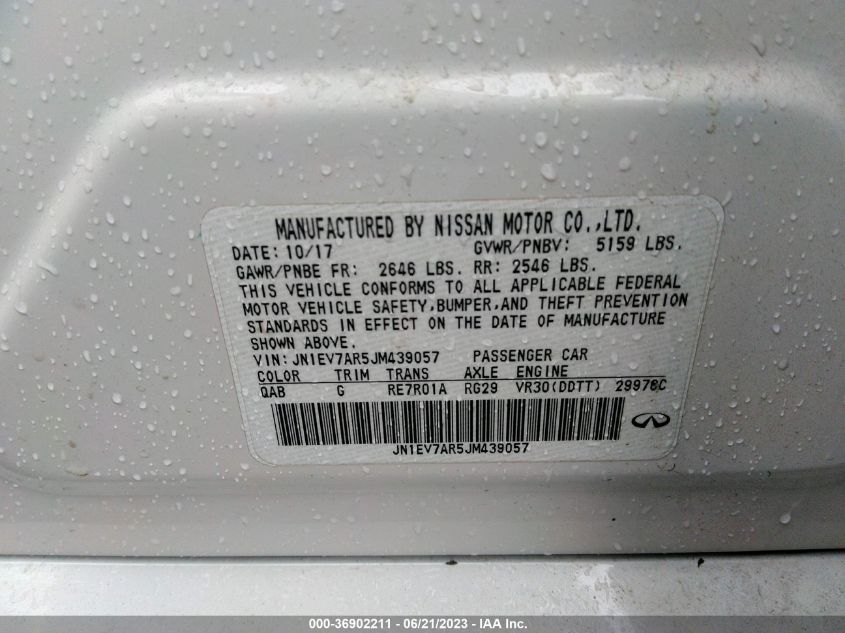 MANUFACTURED BY NISSAN MOTOR CO.,LTD.
DATE: 10/17 GVWR/PNBV: 5159 LBS.
GAWR/PNBE FR: 2646 LBS. RR: 2546 LBS.
THIS VEHICLE CONFORMS TO ALL APPLICABLE FEDERAL
MOTOR VEHICLE SAFETY,BUMPER,AND THEFT PREVENTION
STANDARDS IN EFFECT ON THE DATE OF MANUFACTURE
SHOWN ABOVE.
VIN:JN1EV7AR5JM439057 PASSENGER CAR
COLOR TRIM TRANS AXLE ENGINE
QAB G RE7R01A RG29 VR30(DDTT) 2997CC
JN1EV7AR5JM439057
000-36902211 - 06/21/2023 - IAA Inc.